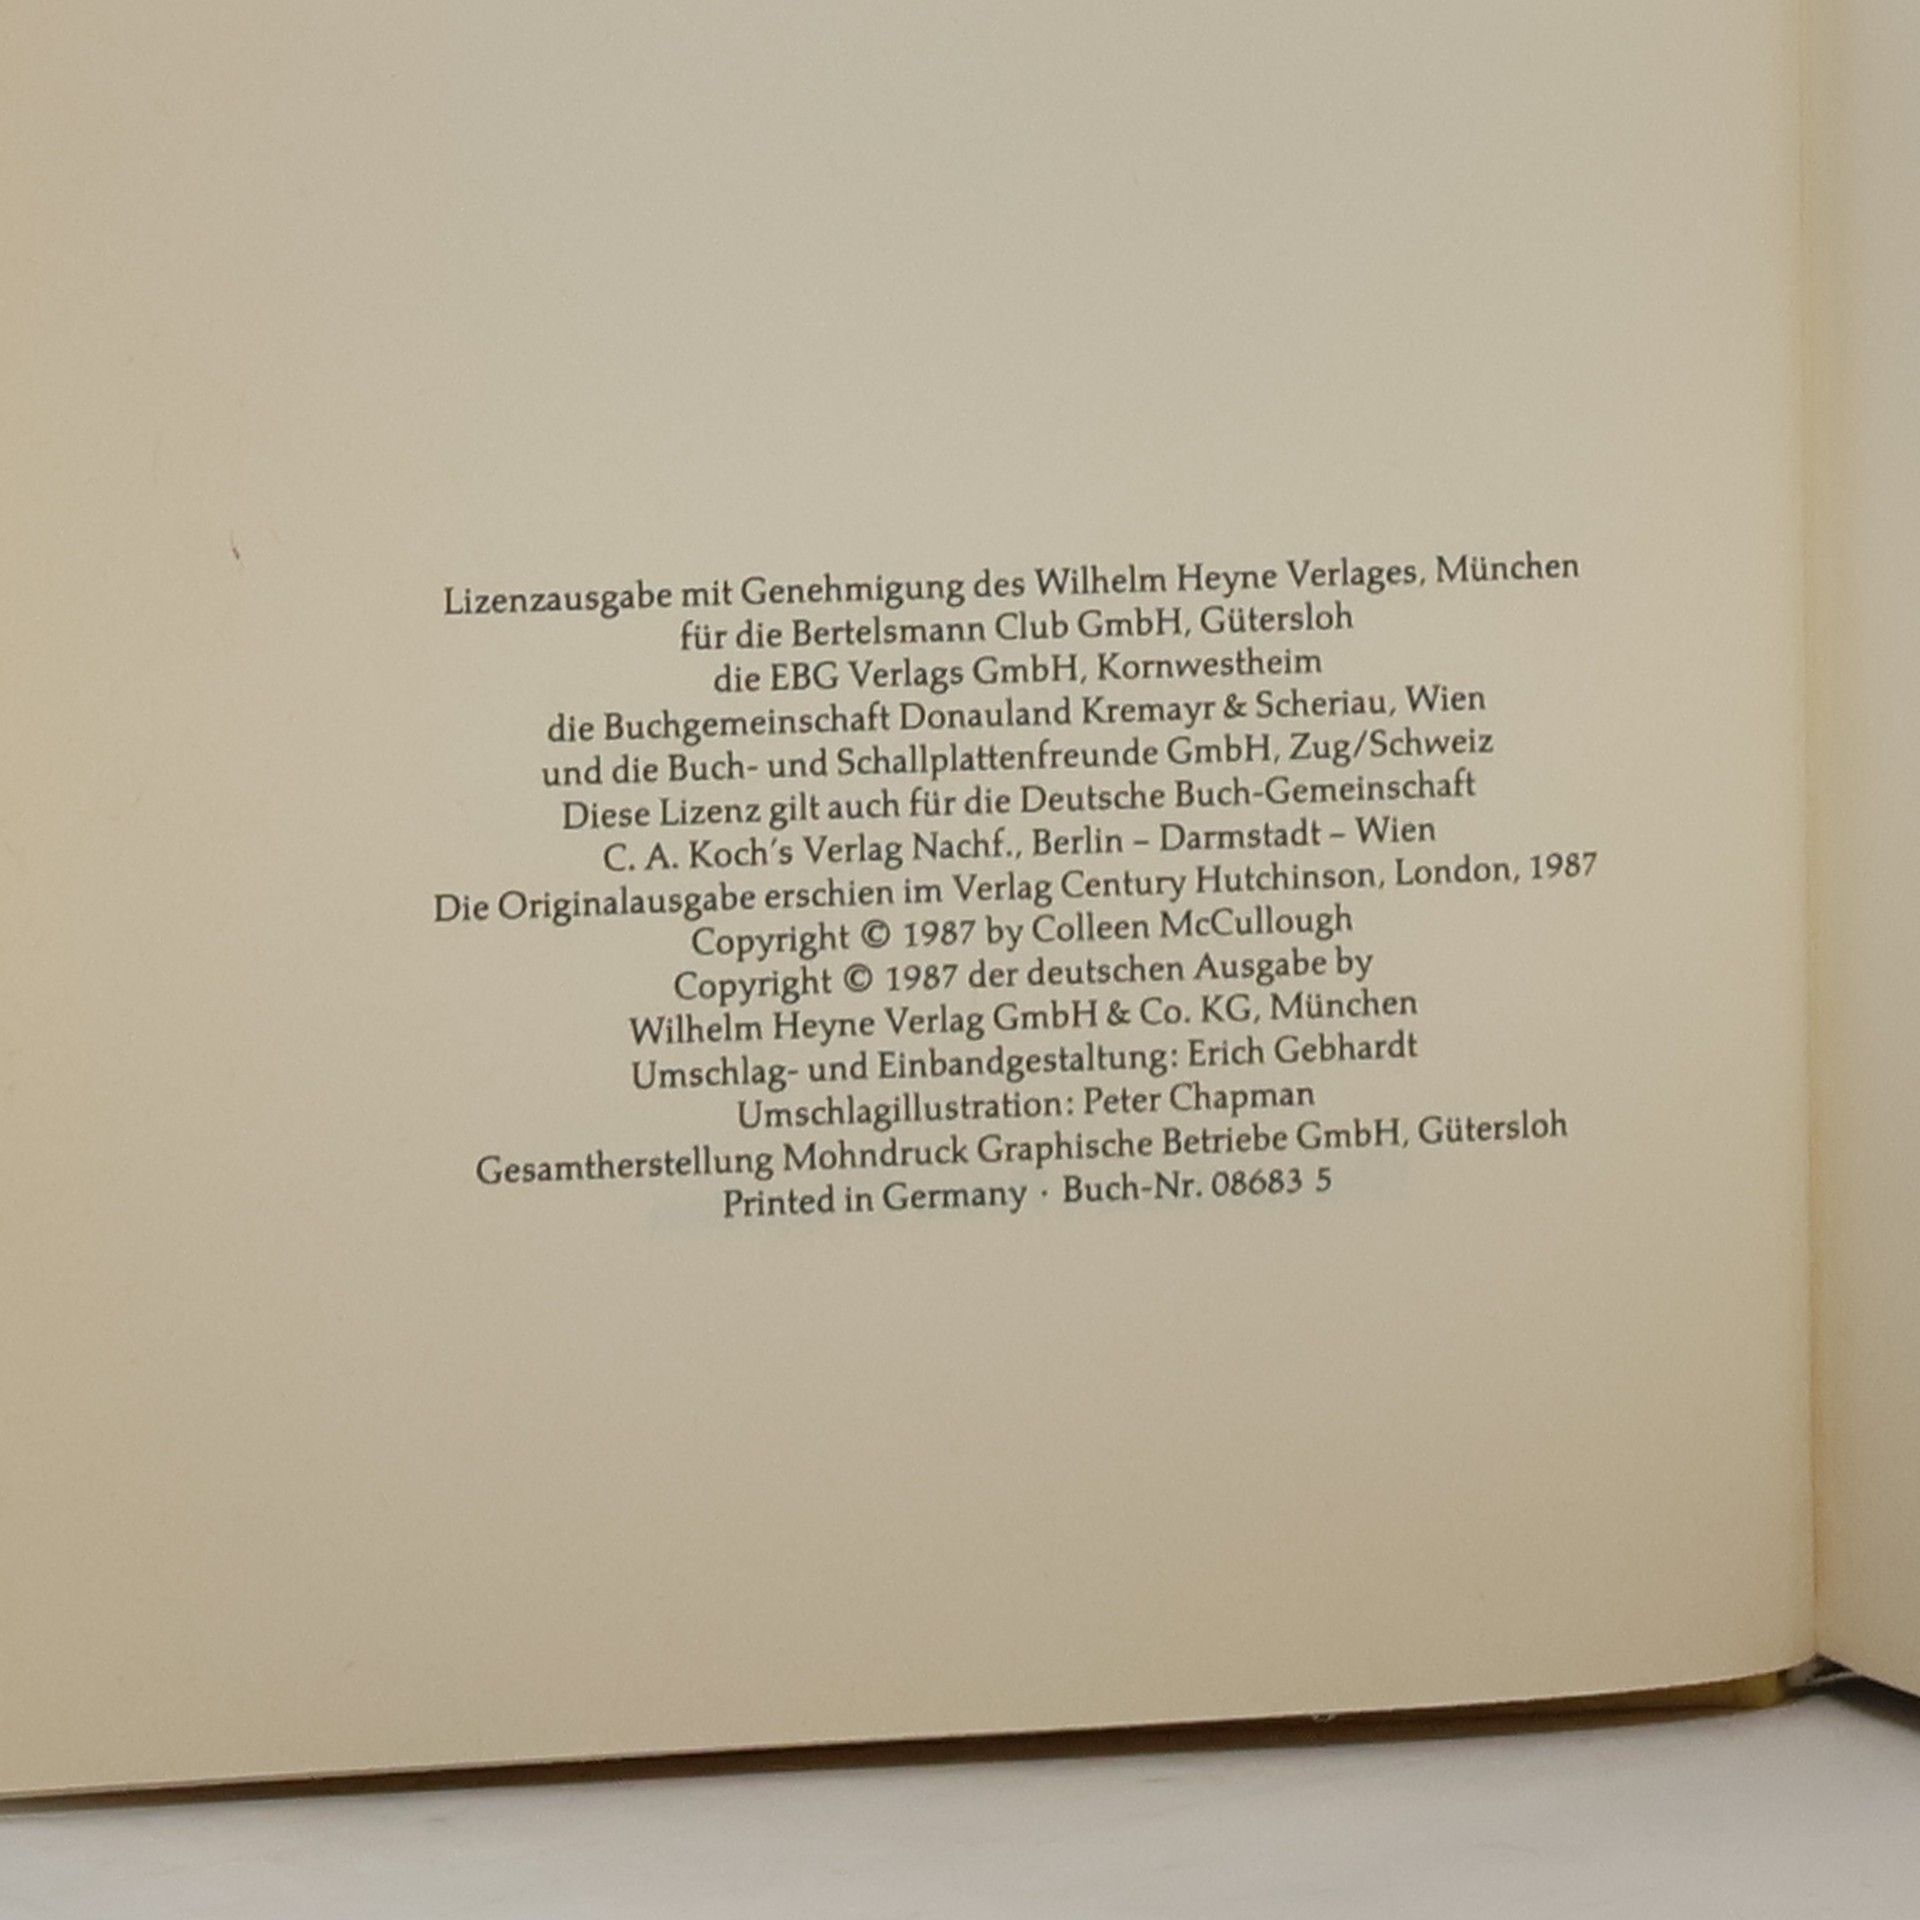 Lizenzausgabe mit Genehmigung des Wilhelm Heyne Verlages, München
für die Bertelsmann Club GmbH, Gütersloh
die EBG Verlags GmbH, Kornwestheim
die Buchgemeinschaft Donauland Kremayr & Scheriau, Wien
und die Buch- und Schallplattenfreunde GmbH, Zug/Schweiz
Diese Lizenz gilt auch für die Deutsche Buch-Gemeinschaft
C. A. Koch's Verlag Nachf., Berlin – Darmstadt – Wien
Die Originalausgabe erschien im Verlag Century Hutchinson, London, 1987
Copyright © 1987 by Colleen McCullough
Copyright © 1987 der deutschen Ausgabe by
Wilhelm Heyne Verlag GmbH & Co. KG, München
Umschlag- und Einbandgestaltung: Erich Gebhardt
Umschlagillustration: Peter Chapman
Gesamtherstellung Mohndruck Graphische Betriebe GmbH, Gütersloh
Printed in Germany · Buch-Nr. 08683 5